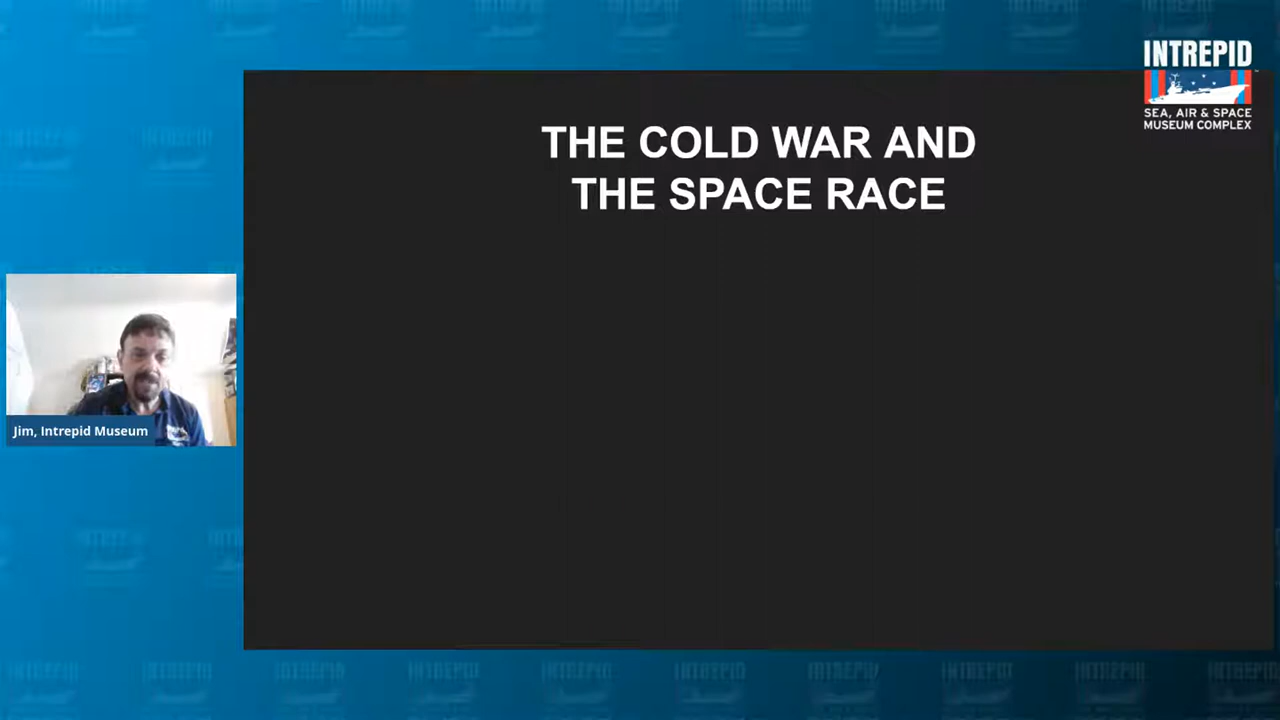 INTREPID
SEA, AIR & SPACE
MUSEUM COMPLEX
THE COLD WAR AND
THE SPACE RACE
Jim, Intrepid Museum